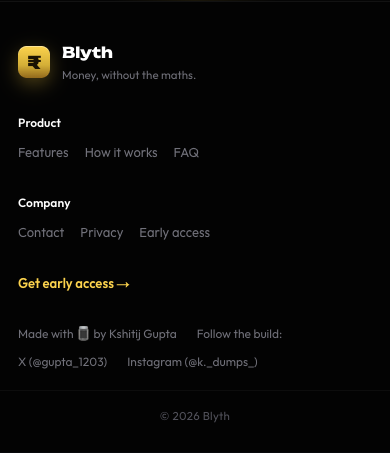 ₹ Blyth
Money, without the maths.
Product
Features How it works FAQ
Company
Contact Privacy Early access
Get early access →
Made with 🥫 by Kshitij Gupta Follow the build:
X (@gupta_1203) Instagram (@k._dumps_)
© 2026 Blyth